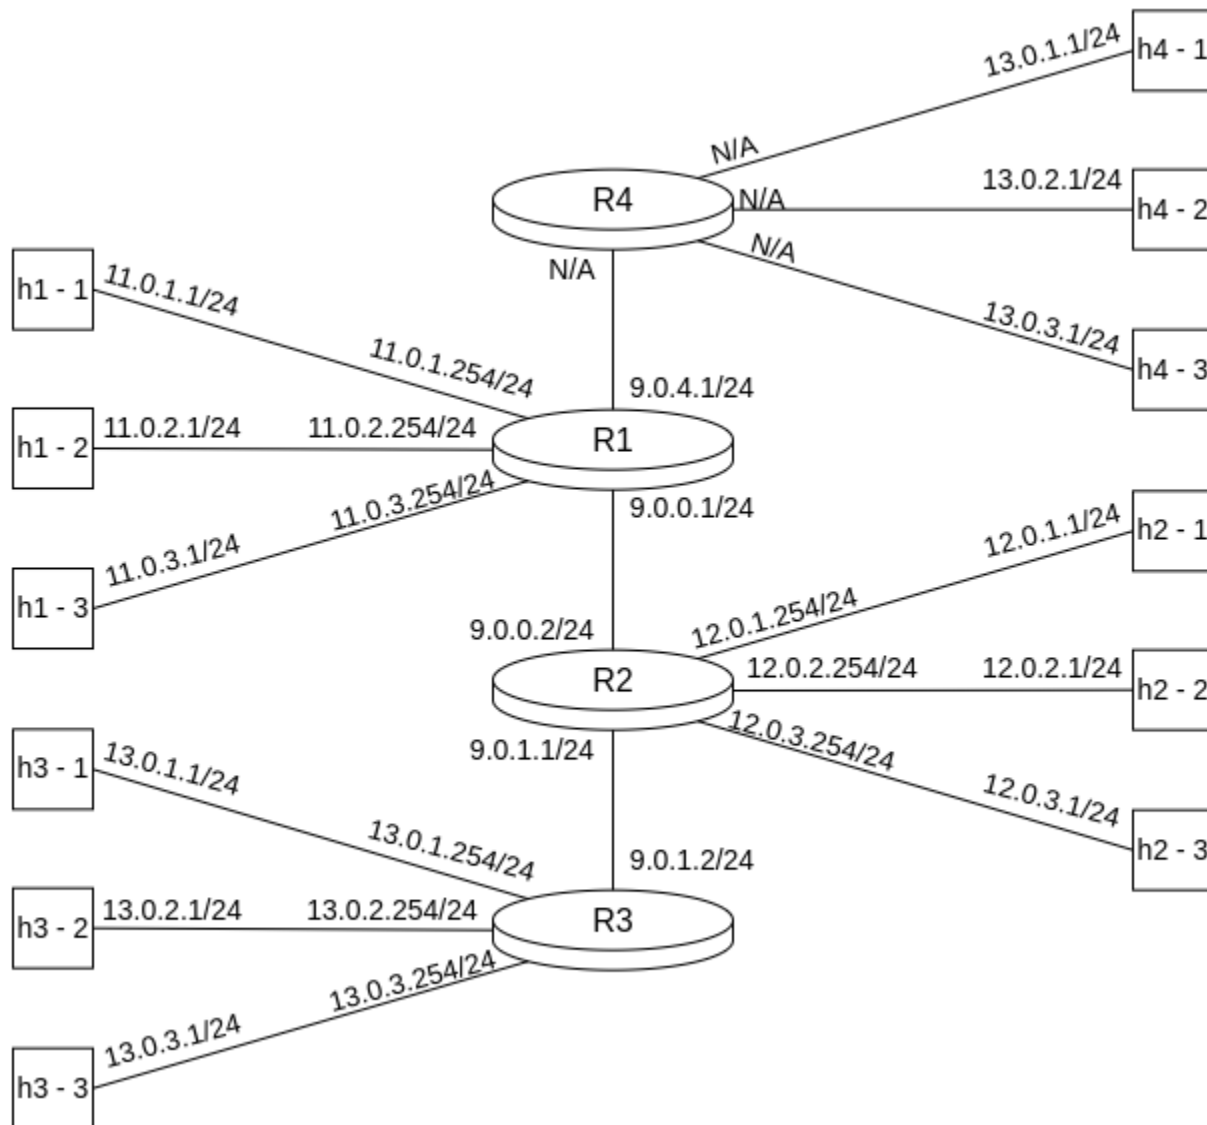 h4 - 1
13.0.1.1/24
N/A
R4
N/A
13.0.2.1/24
h4 - 2
N/A
N/A
13.0.3.1/24
h4 - 3
h1 - 1
11.0.1.1/24
11.0.1.254/24
9.0.4.1/24
h1 - 2
11.0.2.1/24
11.0.2.254/24
R1
11.0.3.254/24
9.0.0.1/24
h1 - 3
11.0.3.1/24
12.0.1.1/24
h2 - 1
9.0.0.2/24
12.0.1.254/24
R2
12.0.2.254/24
12.0.2.1/24
h2 - 2
9.0.1.1/24
12.0.3.254/24
12.0.3.1/24
h2 - 3
h3 - 1
13.0.1.1/24
13.0.1.254/24
9.0.1.2/24
h3 - 2
13.0.2.1/24
13.0.2.254/24
R3
13.0.3.254/24
13.0.3.1/24
h3 - 3